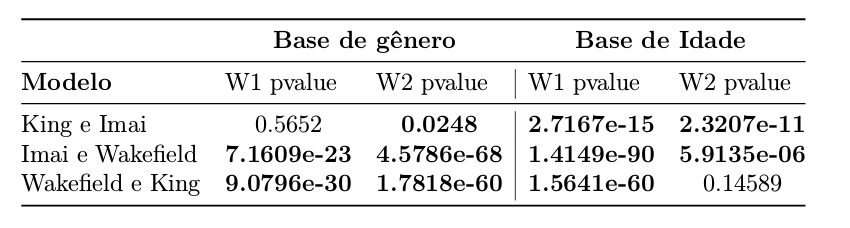 Base de gênero Base de Idade
Modelo W1 pvalue W2 pvalue W1 pvalue W2 pvalue
King e Imai 0.5652 0.0248 2.7167e-15 2.3207e-11
Imai e Wakefield 7.1609e-23 4.5786e-68 1.4149e-90 5.9135e-06
Wakefield e King 9.0796e-30 1.7818e-60 1.5641e-60 0.14589